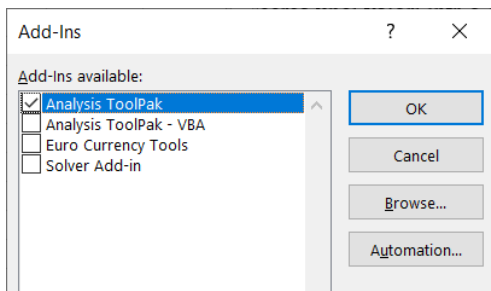 Add-Ins ? ×
Add-Ins available:
Analysis ToolPak
Analysis ToolPak - VBA
Euro Currency Tools
Solver Add-in
OK
Cancel
Browse...
Automation...